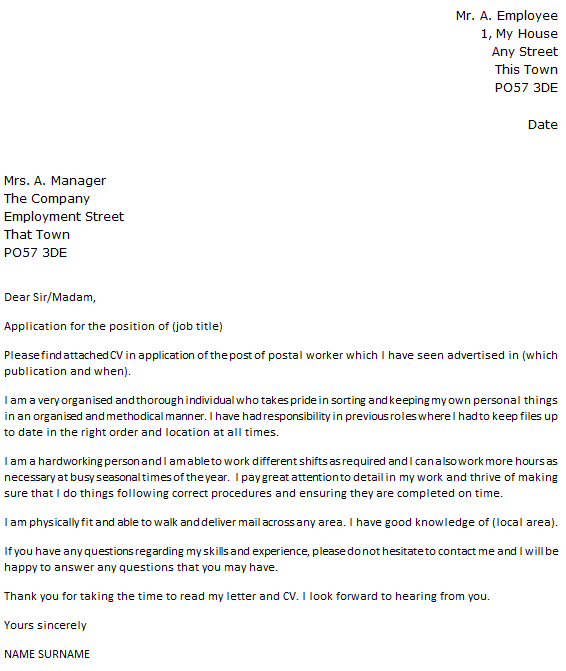 Mr. A. Employee
1, My House
Any Street
This Town
PO57 3DE
Date
Mrs. A. Manager
The Company
Employment Street
That Town
PO57 3DE
Dear Sir/Madam,
Application for the position of (job title)
Please find attached CV in application of the post of postal worker which I have seen advertised in (which
publication and when).
I am a very organised and thorough individual who takes pride in sorting and keeping my own personal things
in an organised and methodical manner. I have had responsibility in previous roles where I had to keep files up
to date in the right order and location at all times.
I am a hardworking person and I am able to work different shifts as required and I can also work more hours as
necessary at busy seasonal times of the year. I pay great attention to detail in my work and thrive of making
sure that I do things following correct procedures and ensuring they are completed on time.
I am physically fit and able to walk and deliver mail across any area. I have good knowledge of (local area).
If you have any questions regarding my skills and experience, please do not hesitate to contact me and I will be
happy to answer any questions that you may have.
Thank you for taking the time to read my letter and CV. I look forward to hearing from you.
Yours sincerely
NAME SURNAME